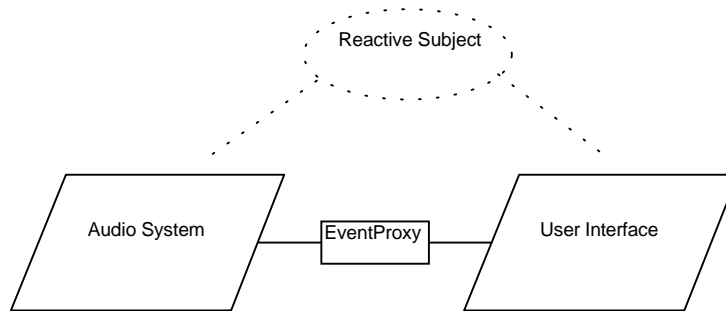 Reactive Subject
Audio System
EventProxy
User Interface